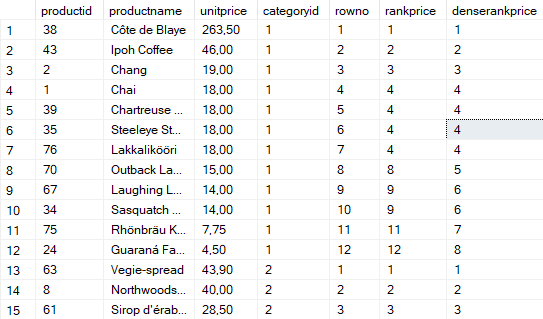 productid productname unitprice categoryid rowno rankprice denserankprice
1 38 Côte de Blaye 263,50 1 1 1 1
2 43 Ipoh Coffee 46,00 1 2 2 2
3 2 Chang 19,00 1 3 3 3
4 1 Chai 18,00 1 4 4 4
5 39 Chartreuse ... 18,00 1 5 4 4
6 35 Steeleye St... 18,00 1 6 4 4
7 76 Lakkalikööri 18,00 1 7 4 4
8 70 Outback La... 15,00 1 8 8 5
9 67 Laughing L... 14,00 1 9 9 6
10 34 Sasquatch ... 14,00 1 10 9 6
11 75 Rhönbräu K... 7,75 1 11 11 7
12 24 Guaraná Fa... 4,50 1 12 12 8
13 63 Vegie-spread 43,90 2 1 1 1
14 8 Northwoods... 40,00 2 2 2 2
15 61 Sirop d'érab... 28,50 2 3 3 3